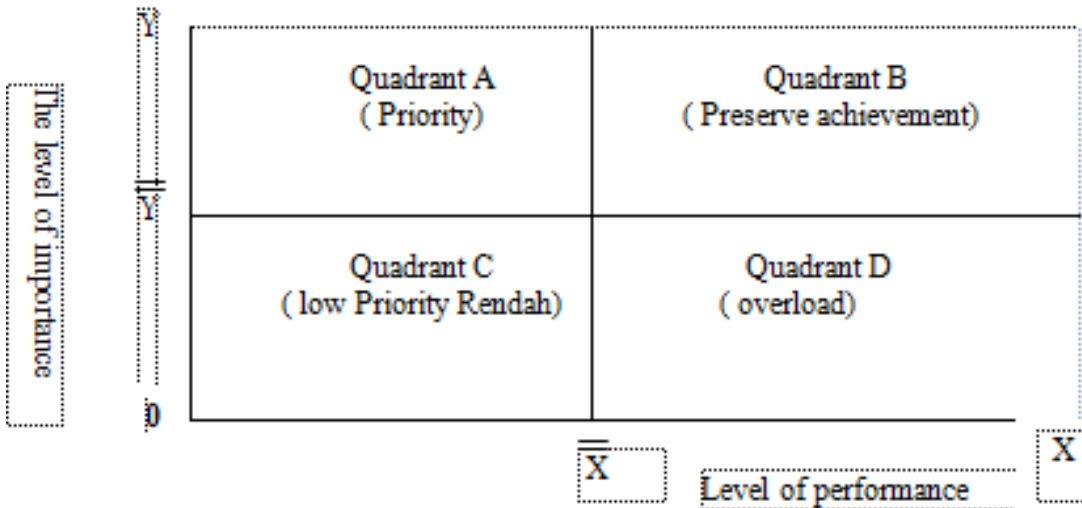 Y
Quadrant A
( Priority)
Quadrant B
( Preserve achievement)
The level of importance
Y
Quadrant C
( low Priority Rendah)
Quadrant D
( overload)
0
X
X
Level of performance